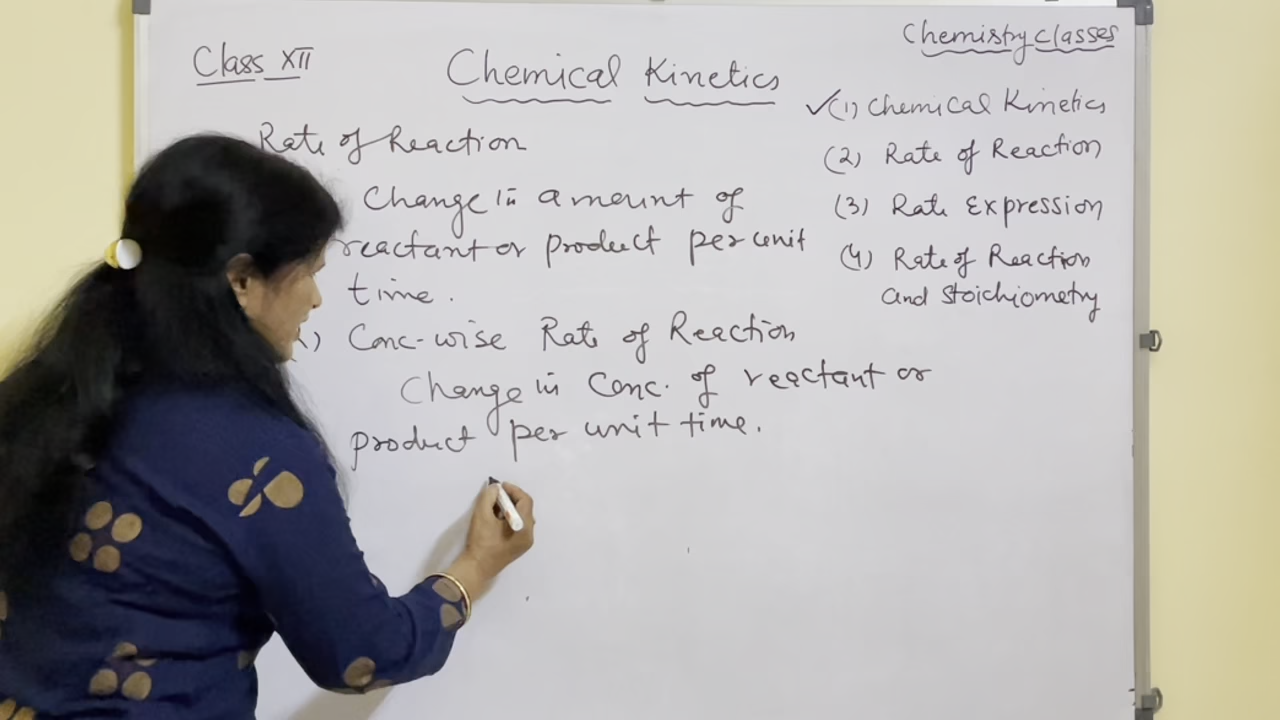 Class XII
Chemical Kinetics
Chemistry classes
✓(1) Chemical Kinetics
(2) Rate of Reaction
(3) Rate Expression
(4) Rate of Reaction
and Stoichiometry
Rate of Reaction
Change in amount of
reactant or product per unit
time.
Conc-wise Rate of Reaction
Change in Conc. of reactant or
product per unit time.